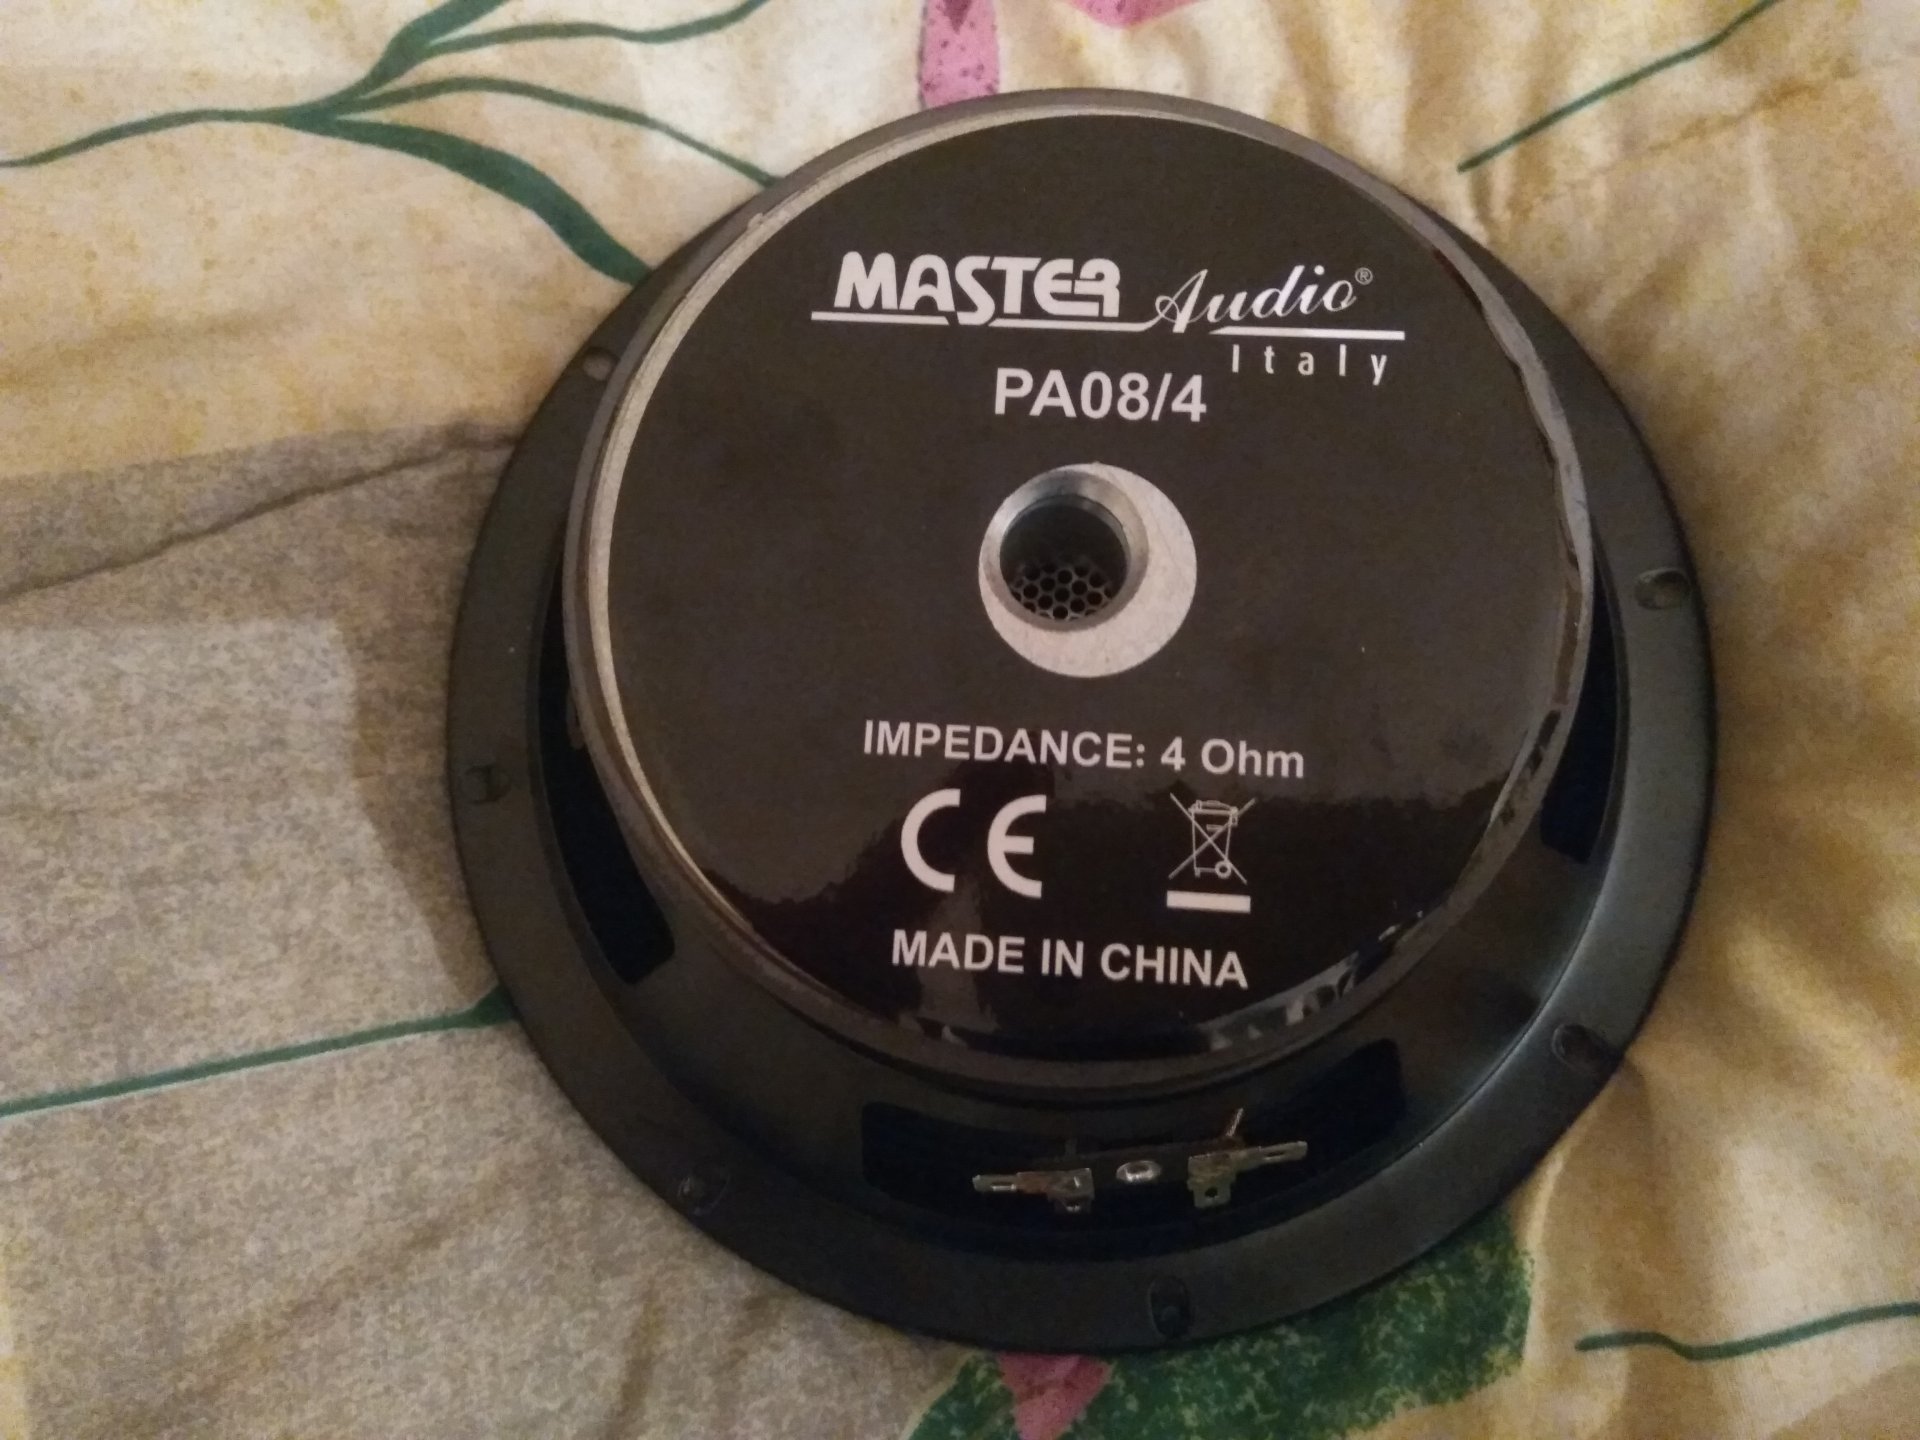 MASTER Audio®
Italy
PA08/4
IMPEDANCE: 4 Ohm
CE
MADE IN CHINA